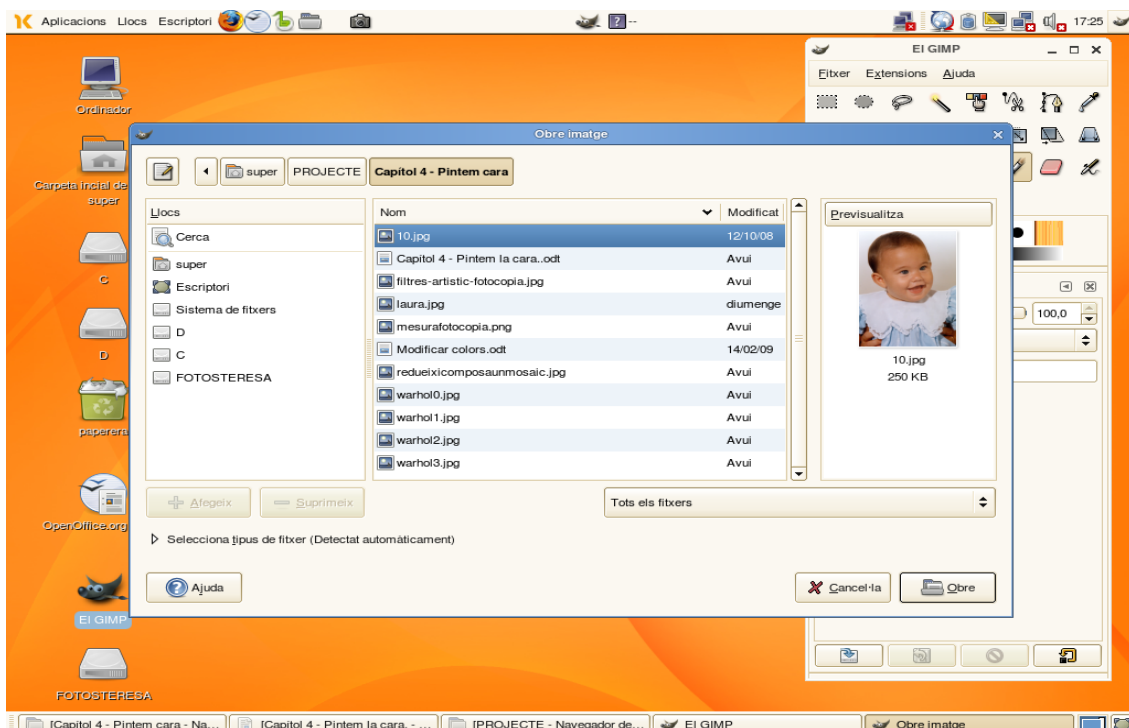 Aplicacions Llocs Escriptori
? --
17:25
Ordinador
Carpeta incial de
super
C
D
paperera
OpenOffice.org
El GIMP
FOTOSTERESA
El GIMP
Fitxer Extensions Ajuda
100,0
Obre imatge
super PROJECTE Capítol 4 - Pintem cara
Llocs
Cerca
super
Escriptori
Sistema de fitxers
D
C
FOTOSTERESA
Nom Modificat
10.jpg 12/10/08
Capítol 4 - Pintem la cara..odt Avui
filtres-artistic-fotocopia.jpg Avui
laura.jpg diumenge
mesurafotocopia.png Avui
Modificar colors.odt 14/02/09
redueixicomposaunmosaic.jpg Avui
warhol0.jpg Avui
warhol1.jpg Avui
warhol2.jpg Avui
warhol3.jpg Avui
Previsualitza
10.jpg
250 KB
Afegeix Suprimeix
Tots els fitxers
Selecciona tipus de fitxer (Detectat automàticament)
Ajuda Cancel·la Obre
[Capítol 4 - Pintem cara - Na... [Capítol 4 - Pintem la cara. - ... [PROJECTE - Navegador de... El GIMP Obre imatge